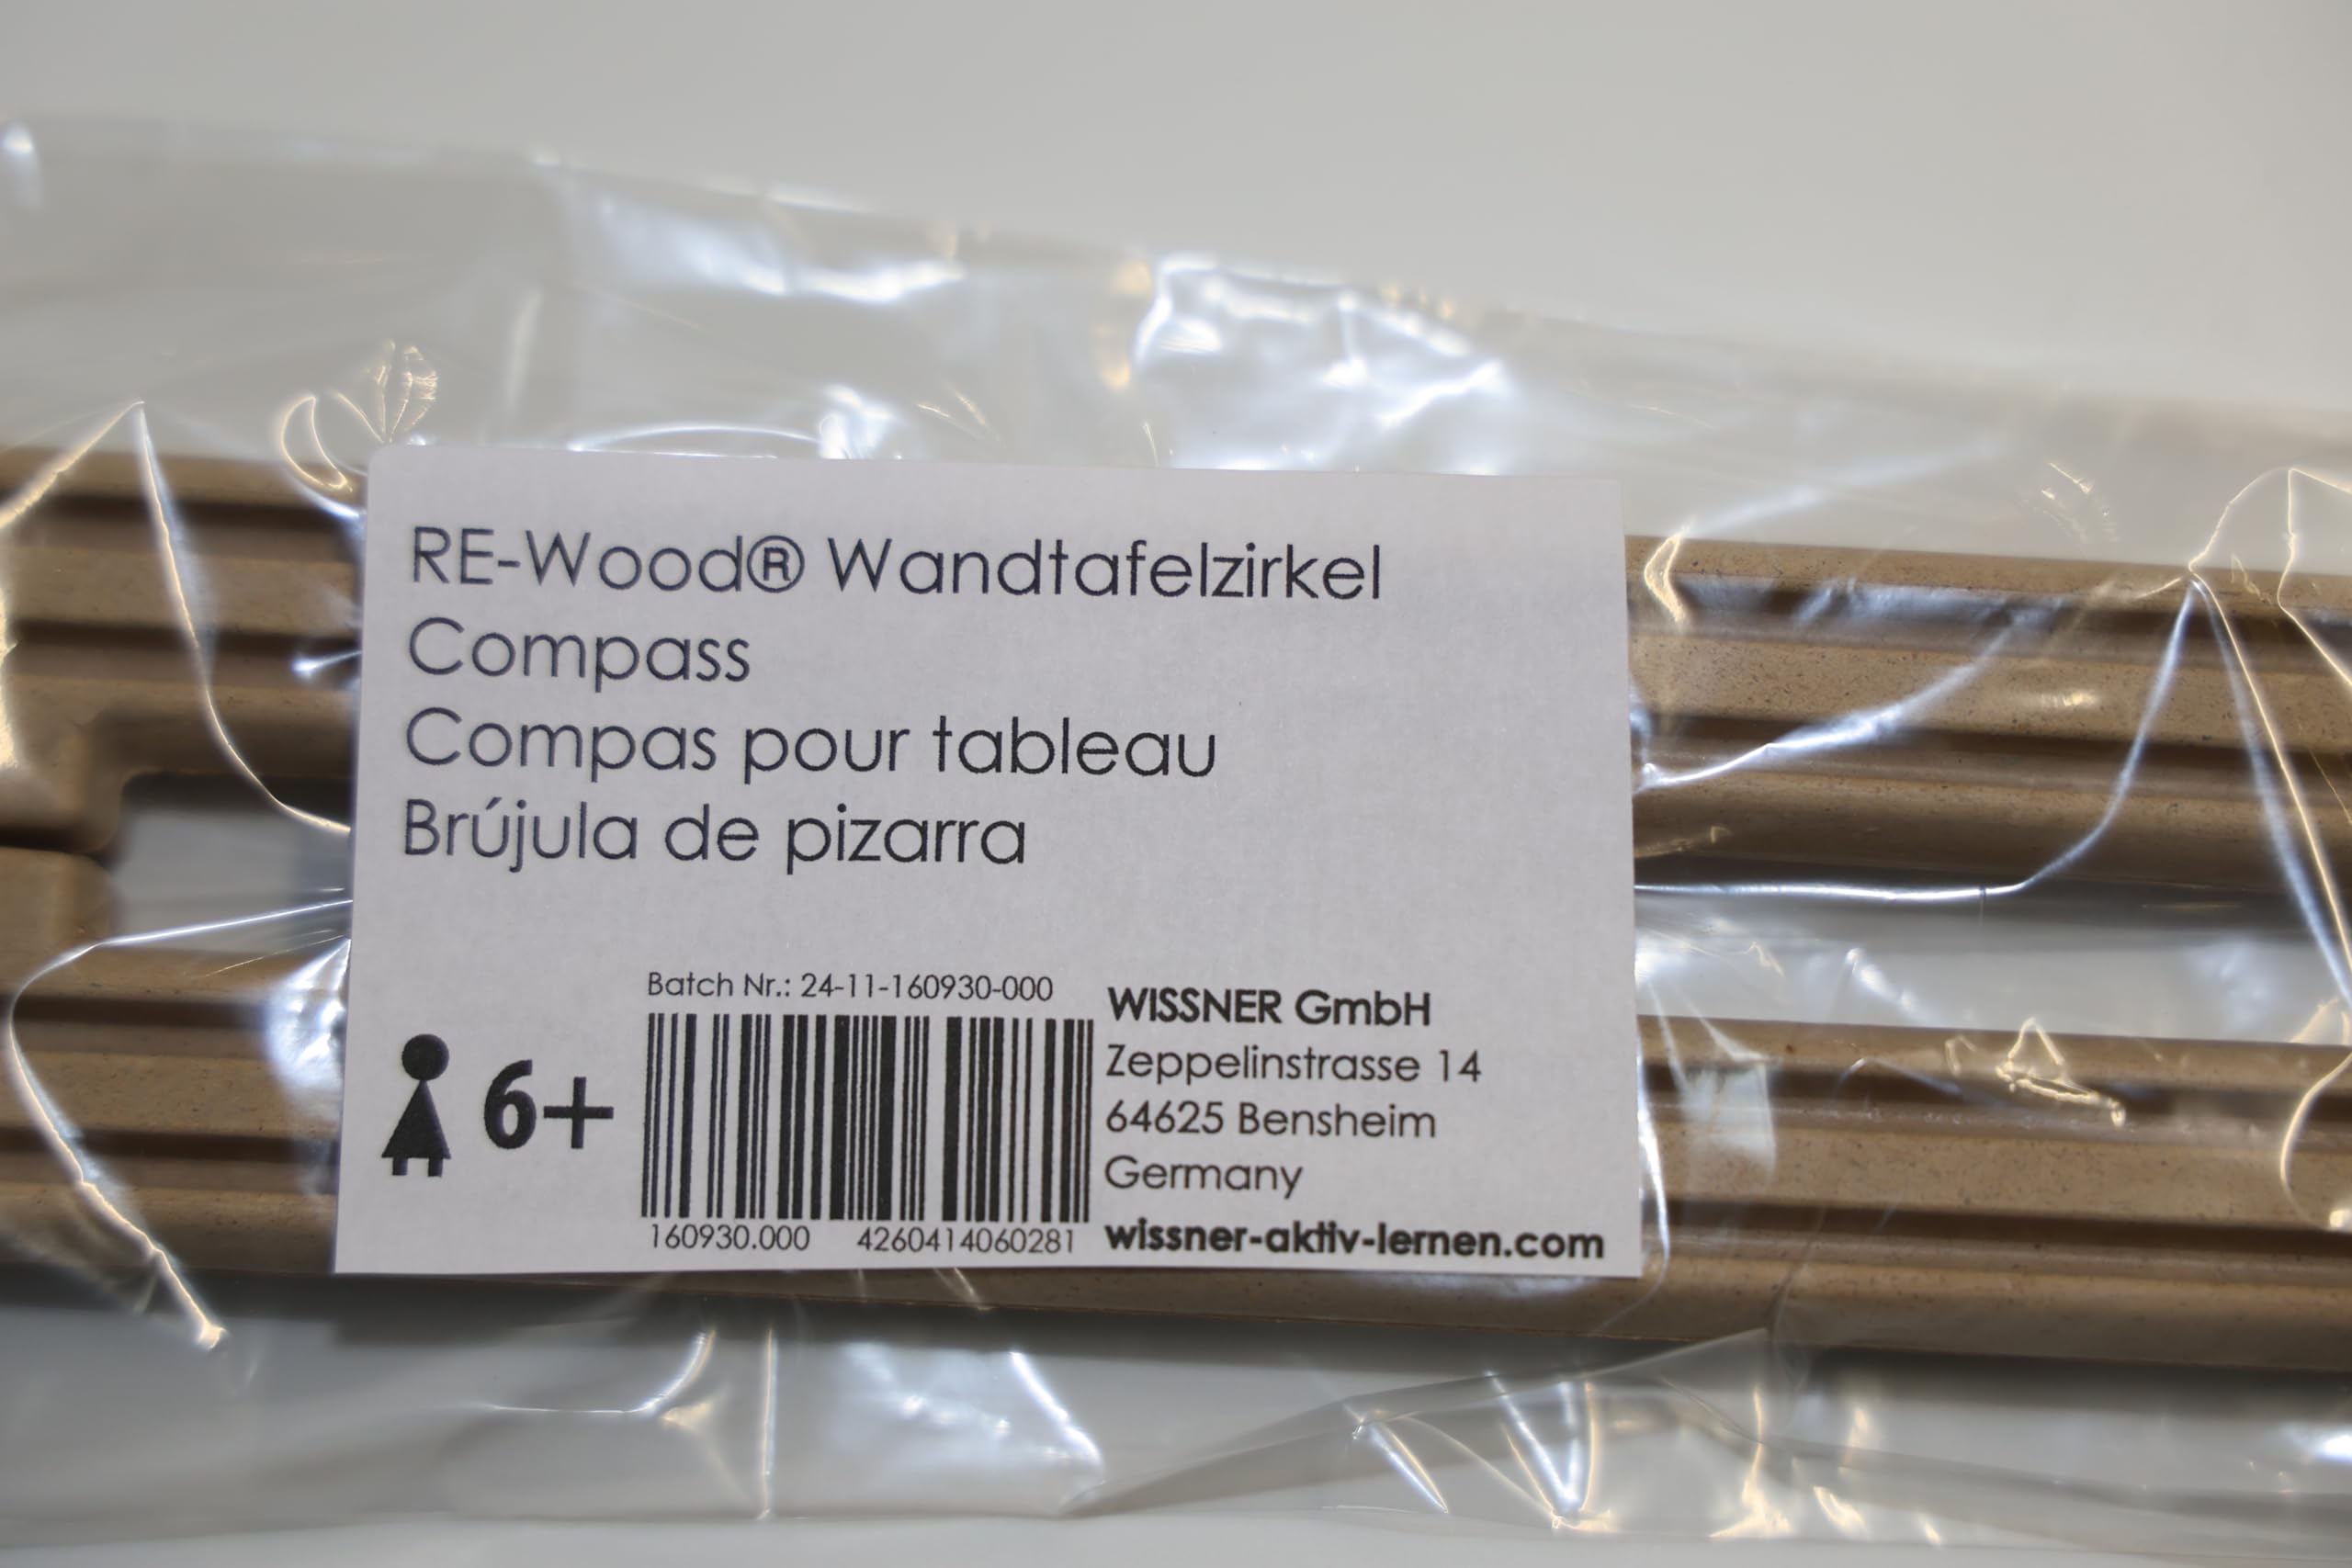 RE-Wood® Wandtafelzirkel
Compass
Compas pour tableau
Brújula de pizarra
Batch Nr.: 24-11-160930-000
6+
160930.000 4260414060281
WISSNER GmbH
Zeppelinstrasse 14
64625 Bensheim
Germany
wissner-aktiv-lernen.com